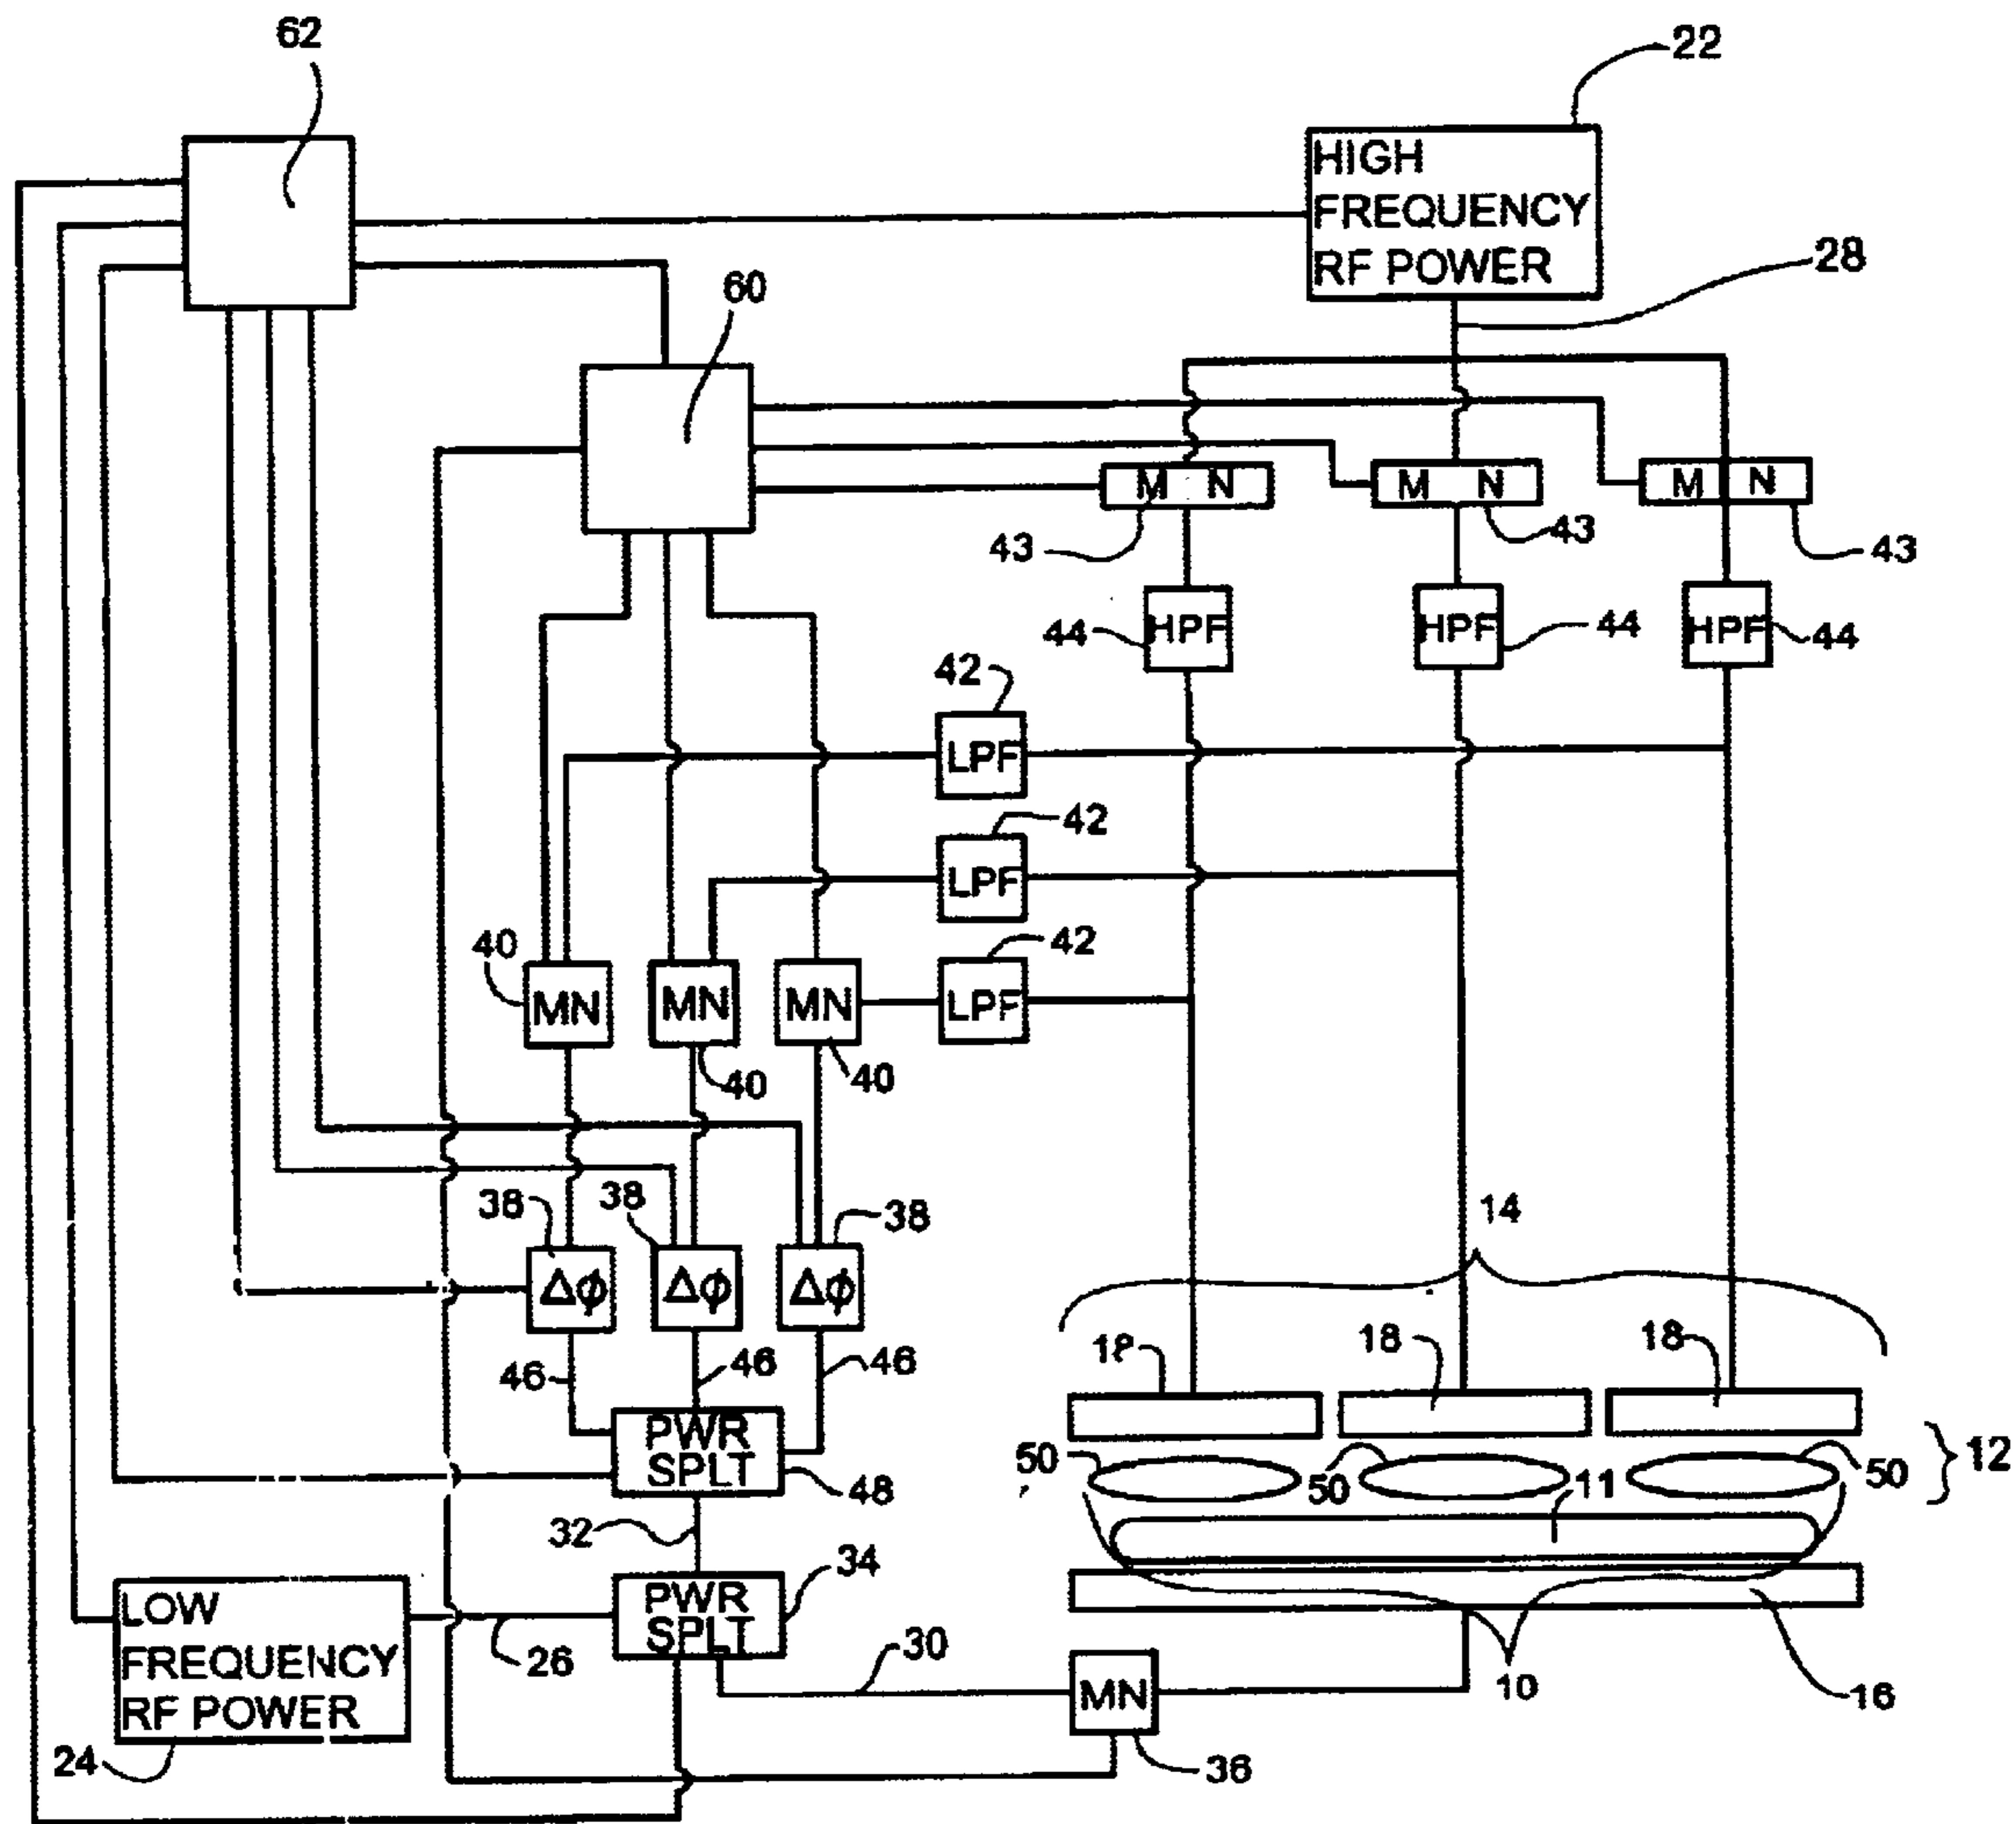 62
22
HIGH
FREQUENCY
RF POWER
28
60
M N
M N
M N
43
43
43
HPF
HPF
HPF
44
44
44
42
LPF
42
LPF
42
LPF
40
MN
MN
MN
40
40
38
38
38
Δφ
Δφ
Δφ
14
46
46
46
18
18
18
PWR
SPLT
48
50
50
11
50
12
32
34
LOW
FREQUENCY
RF POWER
26
PWR
SPLT
30
MN
10
16
24
36